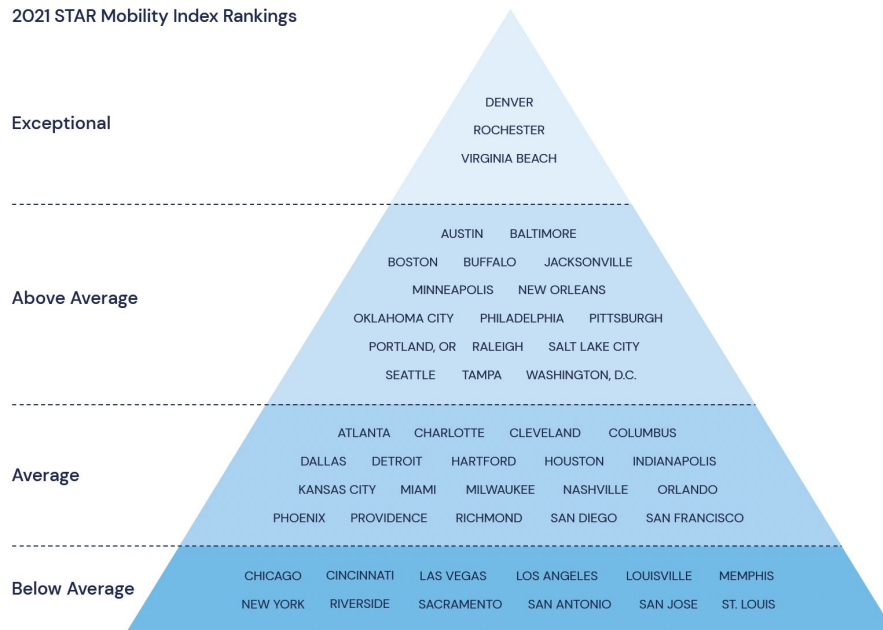 2021 STAR Mobility Index Rankings
Exceptional
DENVER
ROCHESTER
VIRGINIA BEACH
Above Average
AUSTIN BALTIMORE
BOSTON BUFFALO JACKSONVILLE
MINNEAPOLIS NEW ORLEANS
OKLAHOMA CITY PHILADELPHIA PITTSBURGH
PORTLAND, OR RALEIGH SALT LAKE CITY
SEATTLE TAMPA WASHINGTON, D.C.
Average
ATLANTA CHARLOTTE CLEVELAND COLUMBUS
DALLAS DETROIT HARTFORD HOUSTON INDIANAPOLIS
KANSAS CITY MIAMI MILWAUKEE NASHVILLE ORLANDO
PHOENIX PROVIDENCE RICHMOND SAN DIEGO SAN FRANCISCO
Below Average
CHICAGO CINCINNATI LAS VEGAS LOS ANGELES LOUISVILLE MEMPHIS
NEW YORK RIVERSIDE SACRAMENTO SAN ANTONIO SAN JOSE ST. LOUIS